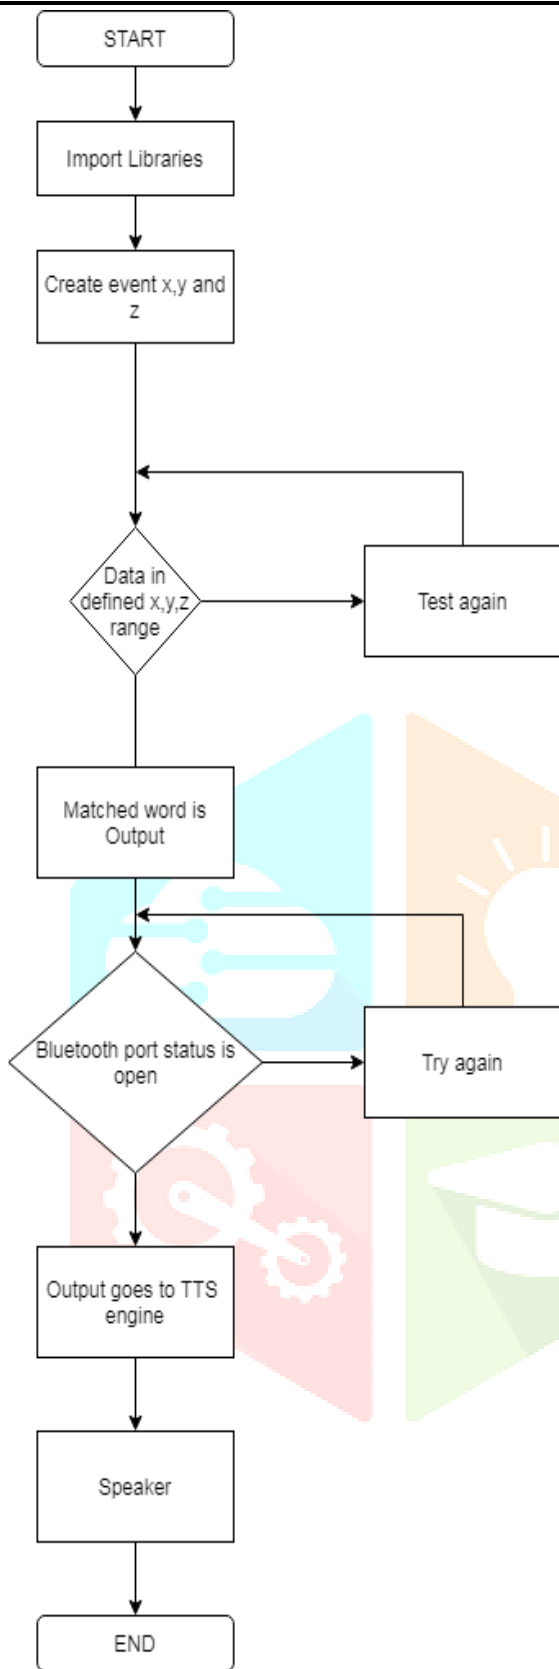 START
Import Libraries
Create event x,y and
z
Data in
defined x,y,z
range
Test again
Matched word is
Output
Bluetooth port status is
open
Try again
Output goes to TTS
engine
Speaker
END